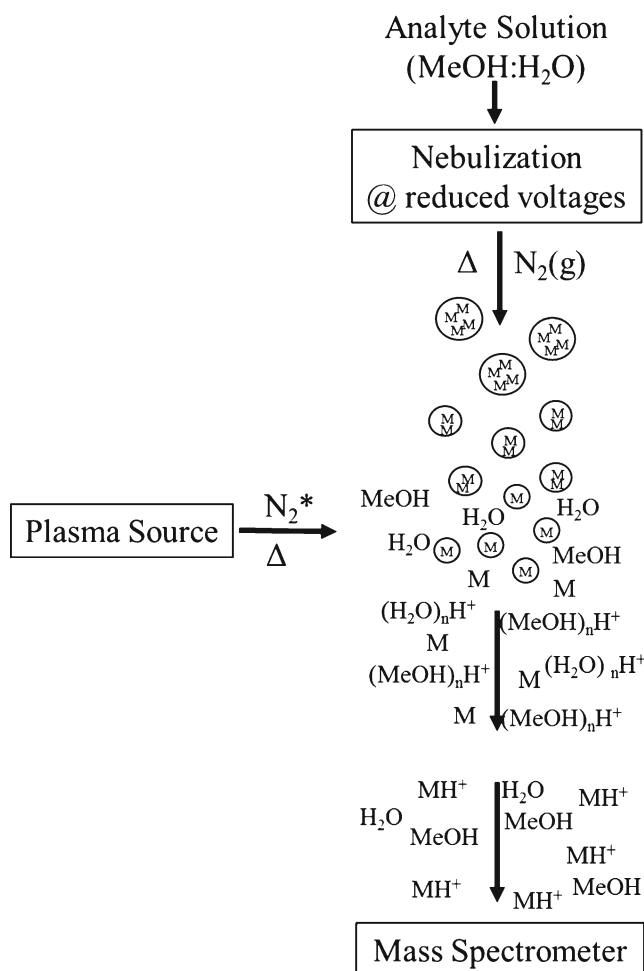 Analyte Solution
(MeOH:H₂O)
Nebulization
@ reduced voltages
Δ N₂(g)
M M M M
M M M M
M M M M
M M
M M
M M
M M
M M
MeOH
M
H₂O
N₂*
H₂O
Plasma Source
M
Δ
H₂O
M
M
MeOH
M
M
M
(H₂O)ₙH⁺
(MeOH)ₙH⁺
M
(MeOH)ₙH⁺
M (H₂O) ₙH⁺
M
(MeOH)ₙH⁺
MH⁺ H₂O MH⁺
H₂O MeOH
MeOH
MH⁺
MH⁺ MH⁺ MeOH
Mass Spectrometer